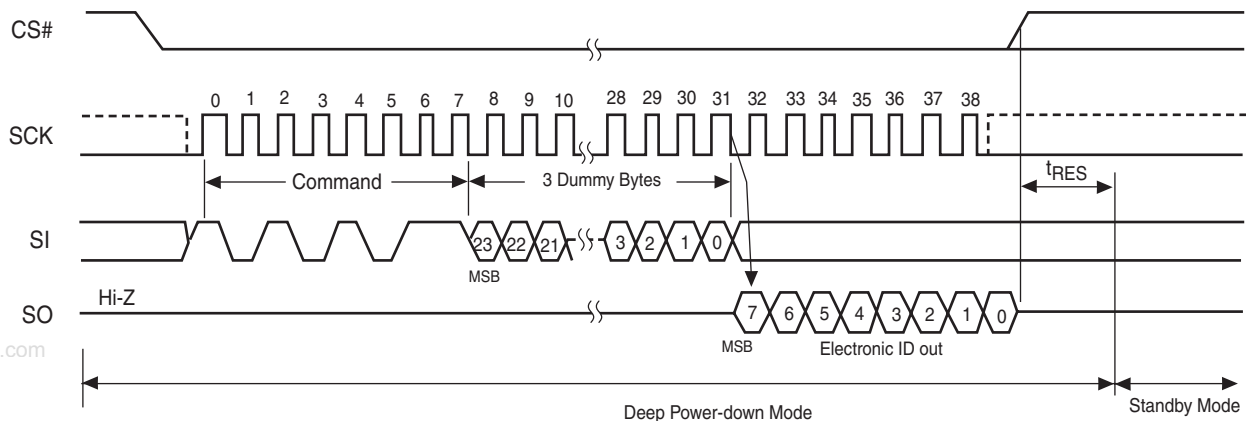 CS#
0 1 2 3 4 5 6 7 8 9 10 28 29 30 31 32 33 34 35 36 37 38
SCK
tRES
Command
3 Dummy Bytes
SI
23 22 21 3 2 1 0
MSB
Hi-Z
SO
7 6 5 4 3 2 1 0
.com
MSB
Electronic ID out
Deep Power-down Mode
Standby Mode